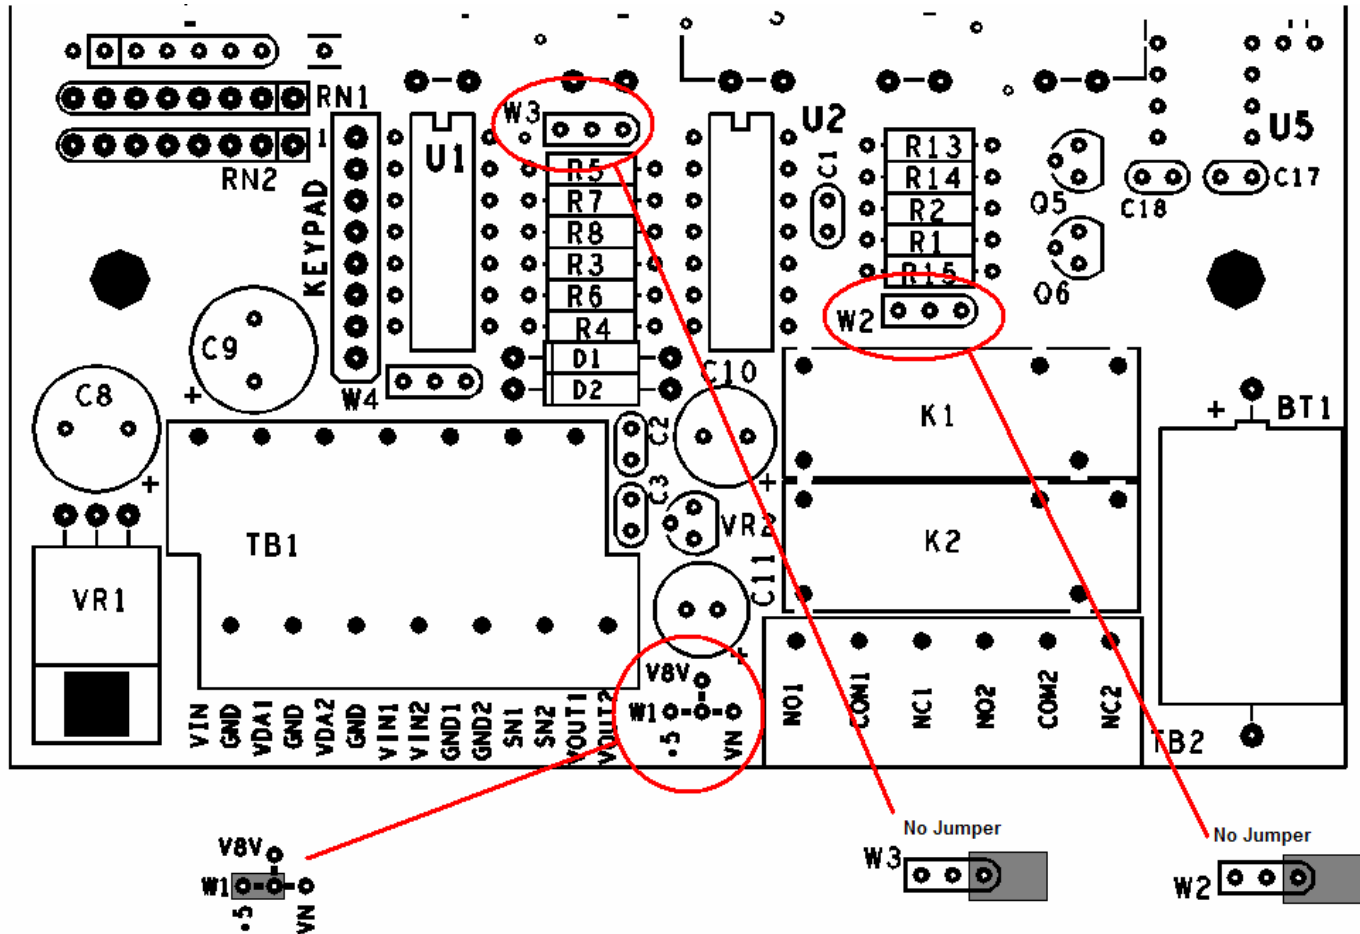 RN1
1
RN2
KEYPAD
U1
W3
R5
R7
R8
R3
R6
R4
D1
D2
U2
C1
R13
R14
R2
R1
R15
W2
Q5
Q6
C18
C17
U5
C9
C8
+
+
W4
C10
+
C2
C3
VR2
C11
+
K1
K2
BT1
+
TB1
VR1
VIN
GND
VDA1
GND
VDA2
GND
VIN1
VIN2
GND1
GND2
SN1
SN2
VOUT1
VOUT2
V8V
W1
.5
VN
NO1
COM1
NC1
NO2
COM2
NC2
TB2
V8V
W1
.5
VN
No Jumper
W3
No Jumper
W2